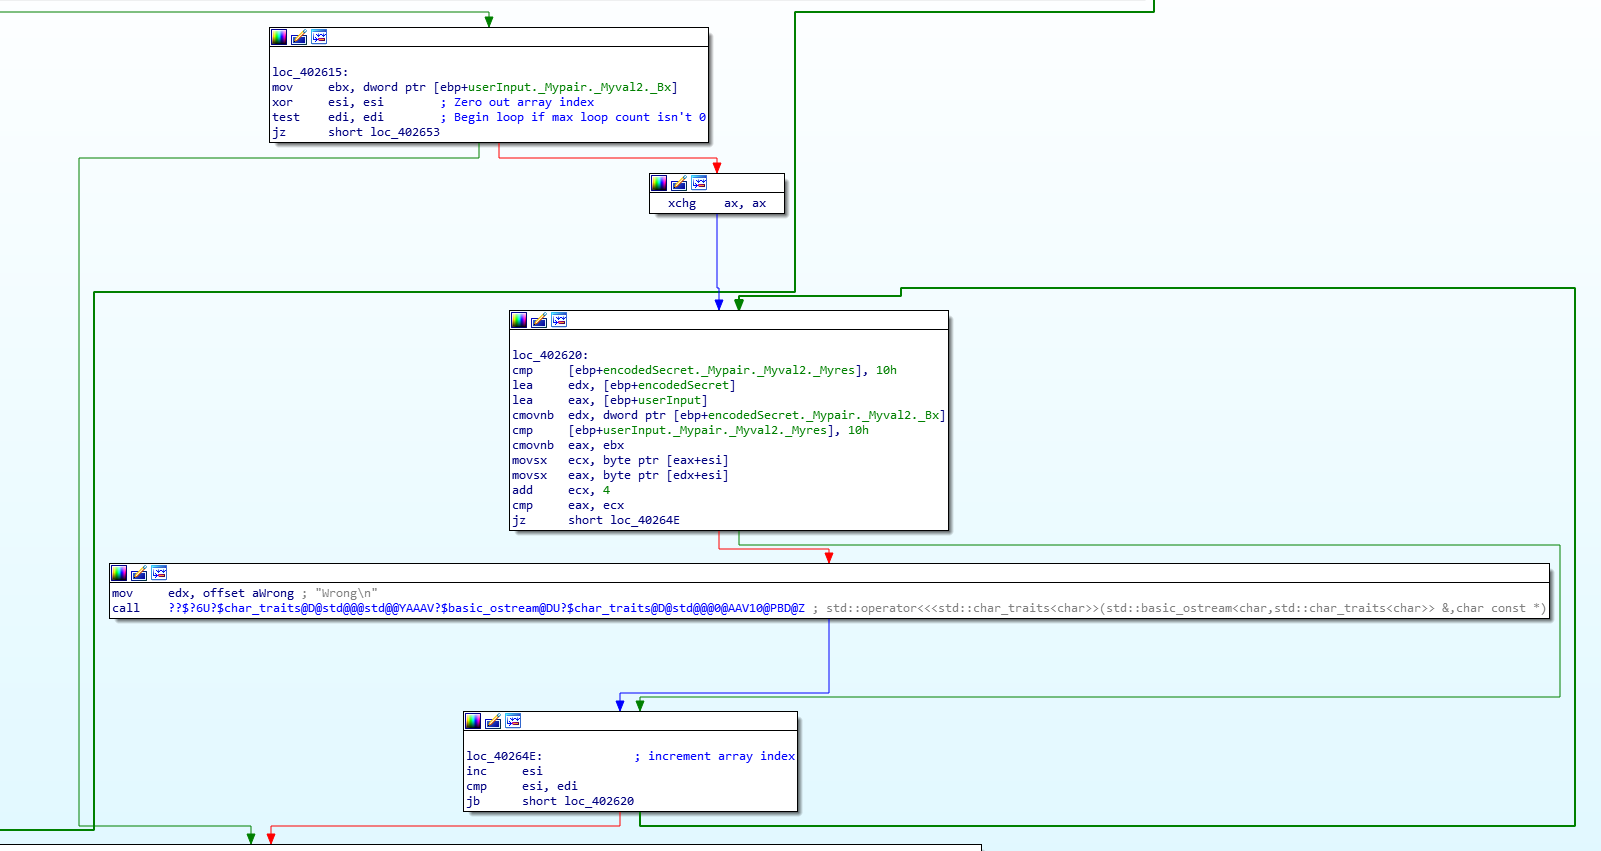 loc_402615:
mov ebx, dword ptr [ebp+userInput._Mypair._Myval2._Bx]
xor esi, esi ; Zero out array index
test edi, edi ; Begin loop if max loop count isn't 0
jz short loc_402653
xchg ax, ax
loc_402620:
cmp [ebp+encodedSecret._Mypair._Myval2._Myres], 10h
lea edx, [ebp+encodedSecret]
lea eax, [ebp+userInput]
cmovnb edx, dword ptr [ebp+encodedSecret._Mypair._Myval2._Bx]
cmp [ebp+userInput._Mypair._Myval2._Myres], 10h
cmovnb eax, ebx
movsx ecx, byte ptr [eax+esi]
movsx eax, byte ptr [edx+esi]
add ecx, 4
cmp eax, ecx
jz short loc_40264E
mov edx, offset aWrong ; "Wrong\n"
call ??$?6U?$char_traits@D@std@@@std@@YAAAV?$basic_ostream@DU?$char_traits@D@std@@@0@AAV10@PBD@Z ; std::operator<<<std::char_traits<char>>(std::basic_ostream<char,std::char_traits<char>> &,char const *)
loc_40264E: ; increment array index
inc esi
cmp esi, edi
jb short loc_402620